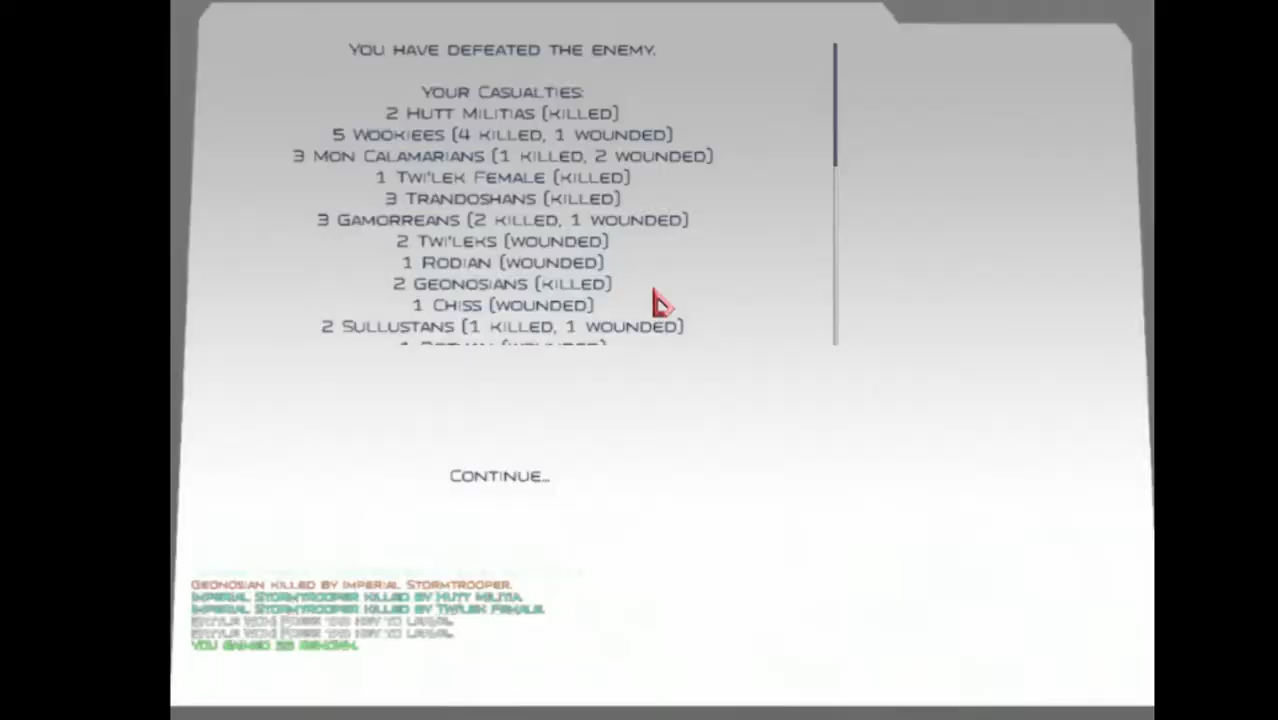 YOU HAVE DEFEATED THE ENEMY.
YOUR CASUALTIES:
2 HUTT MILITIAS (KILLED)
5 WOOKIEES (4 KILLED, 1 WOUNDED)
3 MON CALAMARIANS (1 KILLED, 2 WOUNDED)
1 TWI'LEK FEMALE (KILLED)
3 TRANDOSHANS (KILLED)
3 GAMORREANS (2 KILLED, 1 WOUNDED)
2 TWI'LEKS (WOUNDED)
1 RODIAN (WOUNDED)
2 GEONOSIANS (KILLED)
1 CHISS (WOUNDED)
2 SULLUSTANS (1 KILLED, 1 WOUNDED)
CONTINUE...
GEONOSIAN KILLED BY IMPERIAL STORMTROOPER.
IMPERIAL STORMTROOPER KILLED BY HUTT MILITIA.
IMPERIAL STORMTROOPER KILLED BY TWI'LEK FEMALE.
YOU GAINED RENOWN.